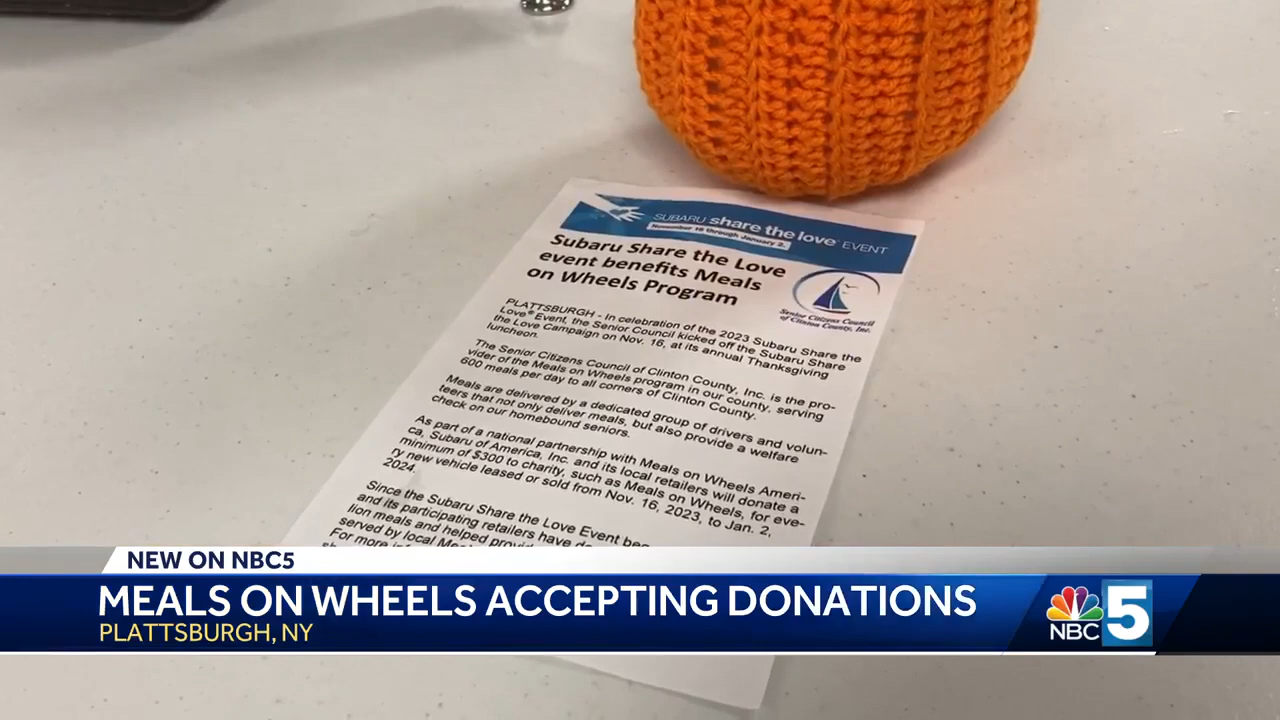 SUBARU share the love EVENT
November 16 through January 2.
Subaru Share the Love
event benefits Meals
on Wheels Program
Senior Citizens Council
of Clinton County, Inc.
PLATTSBURGH - In celebration of the 2023 Subaru Share the
Love® Event, the Senior Council kicked off the Subaru Share
the Love Campaign on Nov. 16, at its annual Thanksgiving
luncheon.
The Senior Citizens Council of Clinton County, Inc. is the pro-
vider of the Meals on Wheels program in our county, serving
600 meals per day to all corners of Clinton County.
Meals are delivered by a dedicated group of drivers and volun-
teers that not only deliver meals, but also provide a welfare
check on our homebound seniors.
As part of a national partnership with Meals on Wheels Ameri-
ca, Subaru of America, Inc. and its local retailers will donate a
minimum of $300 to charity, such as Meals on Wheels, for eve-
ry new vehicle leased or sold from Nov. 16, 2023, to Jan. 2,
2024.
Since the Subaru Share the Love Event
and its participating retailers have
lion meals and helped
served by local
For more
NEW ON NBC5
MEALS ON WHEELS ACCEPTING DONATIONS
PLATTSBURGH, NY
NBC 5